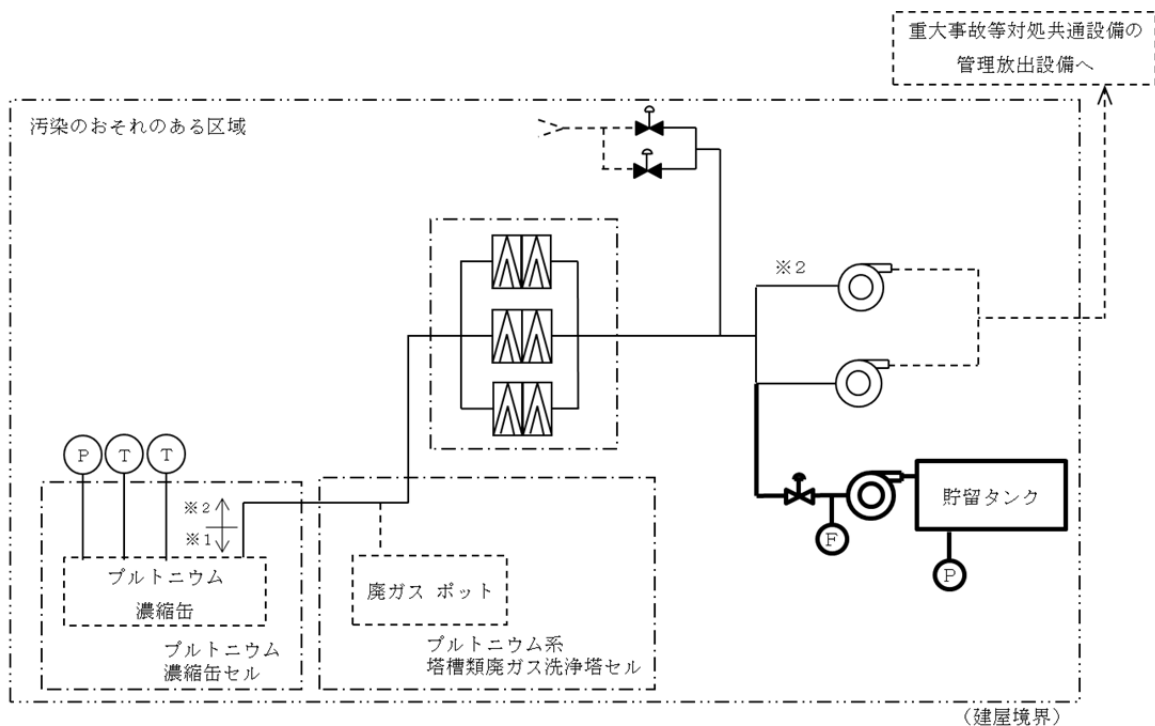 重大事故等対処共通設備の
管理放出設備へ
汚染のおそれのある区域
※2
P
T
T
※2
※1
プルトニウム
濃縮缶
プルトニウム
濃縮缶セル
廃ガス ポット
プルトニウム系
塔槽類廃ガス洗浄塔セル
貯留タンク
F
P
(建屋境界)